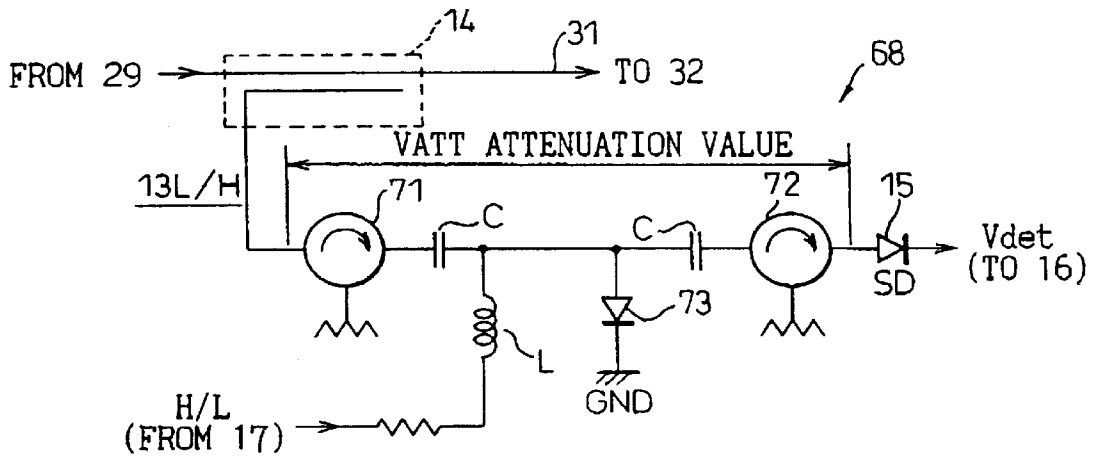 14
31
FROM 29
TO 32
68
VATT ATTENUATION VALUE
13L/H
71
C
C
72
15
Vdet
(TO 16)
SD
73
L
GND
H/L
(FROM 17)